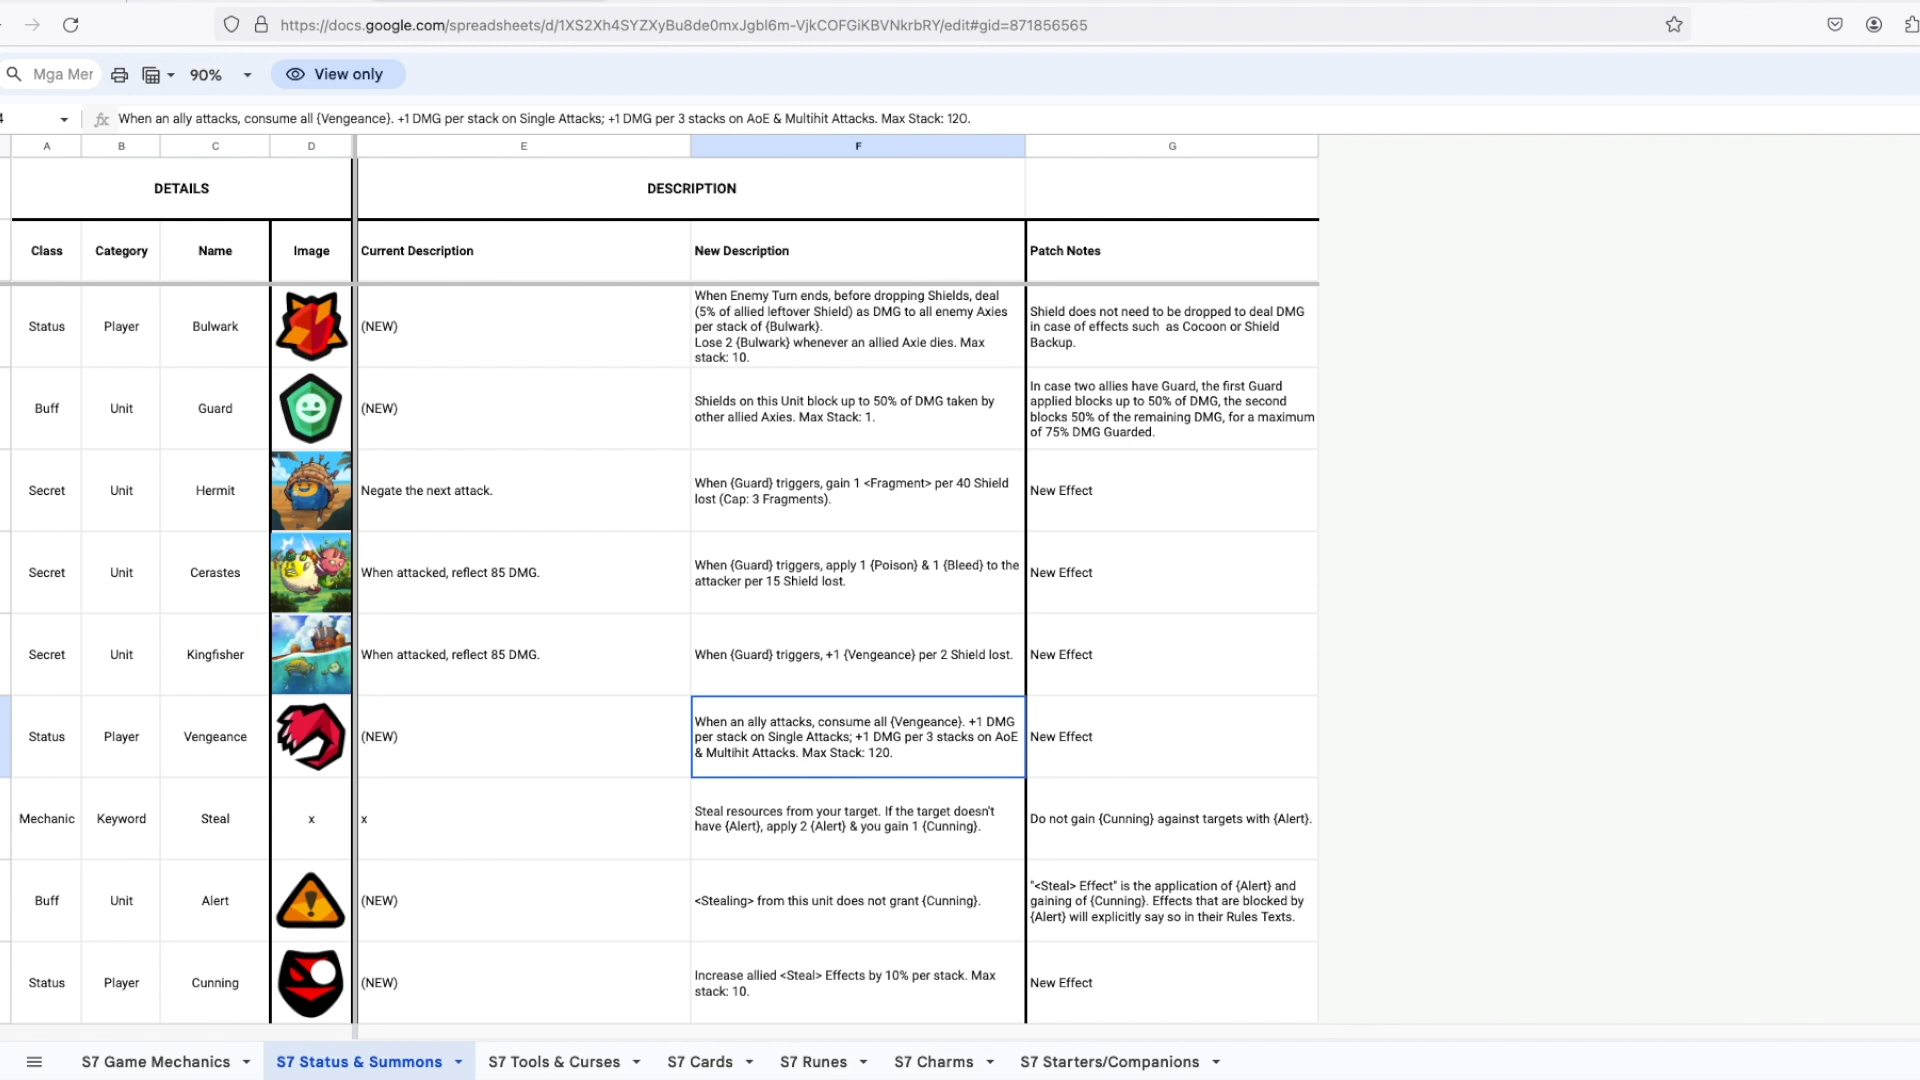 https://docs.google.com/spreadsheets/d/1XS2Xh4SYZXyBu8de0mxJgbl6m-VjkCOFGiKBVNkrbRY/edit#gid=871856565
Mga Mer
90%
View only
4
fx
When an ally attacks, consume all {Vengeance}. +1 DMG per stack on Single Attacks; +1 DMG per 3 stacks on AoE & Multihit Attacks. Max Stack: 120.
A B C D E F G
DETAILS
DESCRIPTION
Class Category Name Image Current Description New Description Patch Notes
Status Player Bulwark (NEW)
When Enemy Turn ends, before dropping Shields, deal
(5% of allied leftover Shield) as DMG to all enemy Axies
per stack of {Bulwark}.
Lose 2 {Bulwark} whenever an allied Axie dies. Max
stack: 10.
Shield does not need to be dropped to deal DMG
in case of effects such as Cocoon or Shield
Backup.
Buff Unit Guard (NEW)
Shields on this Unit block up to 50% of DMG taken by
other allied Axies. Max Stack: 1.
In case two allies have Guard, the first Guard
applied blocks up to 50% of DMG, the second
blocks 50% of the remaining DMG, for a maximum
of 75% DMG Guarded.
Secret Unit Hermit Negate the next attack.
When {Guard} triggers, gain 1 <Fragment> per 40 Shield
lost (Cap: 3 Fragments).
New Effect
Secret Unit Cerastes When attacked, reflect 85 DMG.
When {Guard} triggers, apply 1 {Poison} & 1 {Bleed} to the
attacker per 15 Shield lost.
New Effect
Secret Unit Kingfisher When attacked, reflect 85 DMG.
When {Guard} triggers, +1 {Vengeance} per 2 Shield lost.
New Effect
Status Player Vengeance (NEW)
When an ally attacks, consume all {Vengeance}. +1 DMG
per stack on Single Attacks; +1 DMG per 3 stacks on AoE
& Multihit Attacks. Max Stack: 120.
New Effect
Mechanic Keyword Steal x x
Steal resources from your target. If the target doesn't
have {Alert}, apply 2 {Alert} & you gain 1 {Cunning}.
Do not gain {Cunning} against targets with {Alert}.
Buff Unit Alert (NEW)
<Stealing> from this unit does not grant {Cunning}.
"<Steal> Effect" is the application of {Alert} and
gaining of {Cunning}. Effects that are blocked by
{Alert} will explicitly say so in their Rules Texts.
Status Player Cunning (NEW)
Increase allied <Steal> Effects by 10% per stack. Max
stack: 10.
New Effect
S7 Game Mechanics S7 Status & Summons S7 Tools & Curses S7 Cards S7 Runes S7 Charms S7 Starters/Companions